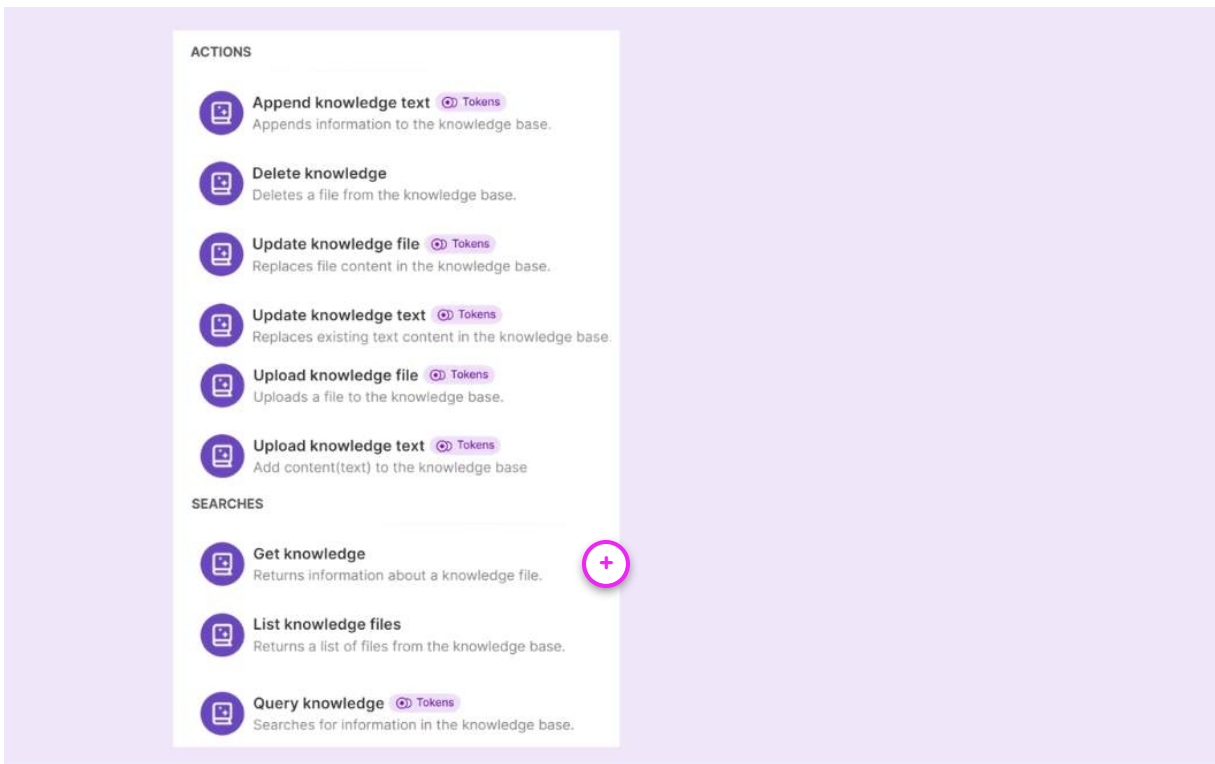 ACTIONS
Append knowledge text Tokens
Appends information to the knowledge base.
Delete knowledge
Deletes a file from the knowledge base.
Update knowledge file Tokens
Replaces file content in the knowledge base.
Update knowledge text Tokens
Replaces existing text content in the knowledge base.
Upload knowledge file Tokens
Uploads a file to the knowledge base.
Upload knowledge text Tokens
Add content(text) to the knowledge base
SEARCHES
Get knowledge
Returns information about a knowledge file.
+
List knowledge files
Returns a list of files from the knowledge base.
Query knowledge Tokens
Searches for information in the knowledge base.